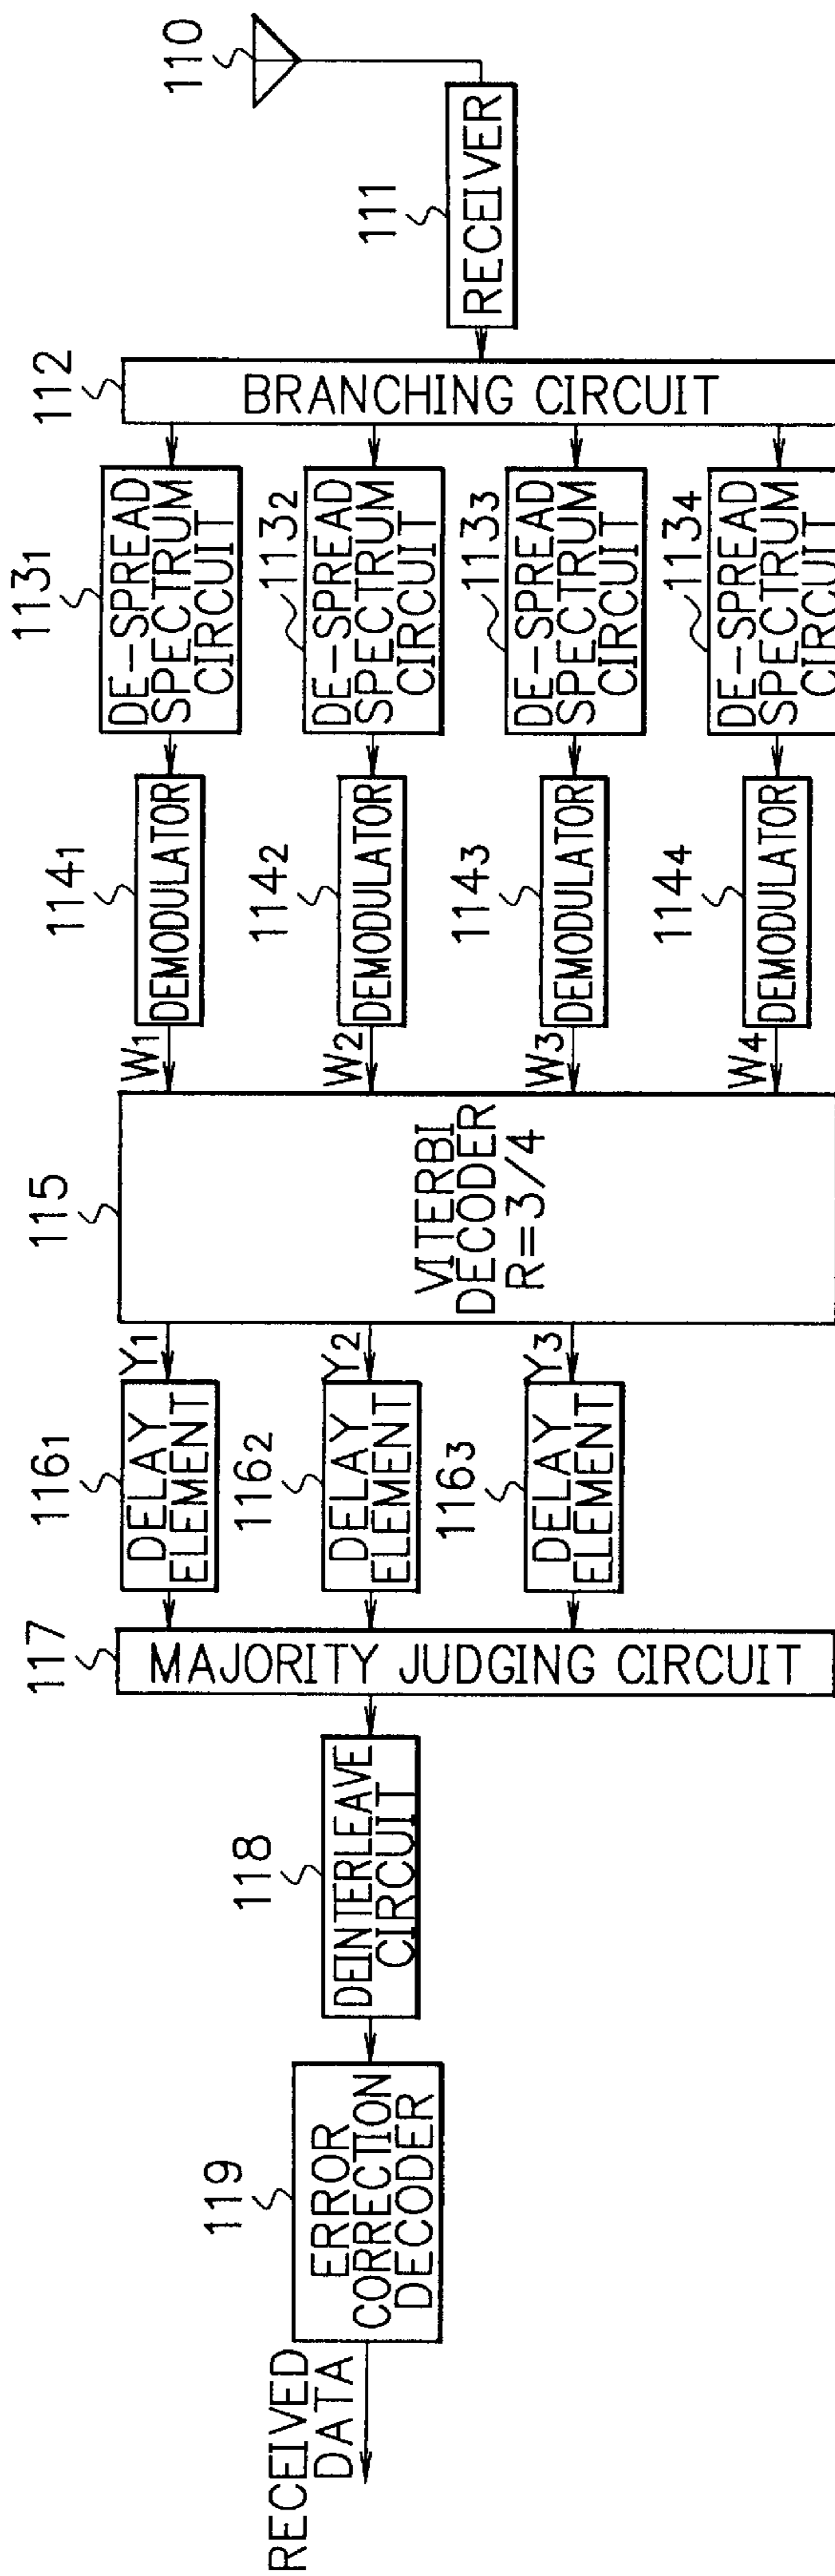 110
111
RECEIVER
112
BRANCHING CIRCUIT
113₁
DE-SPREAD
SPECTRUM
CIRCUIT
113₂
DE-SPREAD
SPECTRUM
CIRCUIT
113₃
DE-SPREAD
SPECTRUM
CIRCUIT
113₄
DE-SPREAD
SPECTRUM
CIRCUIT
114₁
DEMODULATOR
114₂
DEMODULATOR
114₃
DEMODULATOR
114₄
DEMODULATOR
W₁
W₂
W₃
W₄
115
VITERBI
DECODER
R=3/4
Y₁
Y₂
Y₃
116₁
DELAY
ELEMENT
116₂
DELAY
ELEMENT
116₃
DELAY
ELEMENT
117
MAJORITY JUDGING CIRCUIT
118
DEINTERLEAVE
CIRCUIT
119
ERROR
CORRECTION
DECODER
RECEIVED
DATA